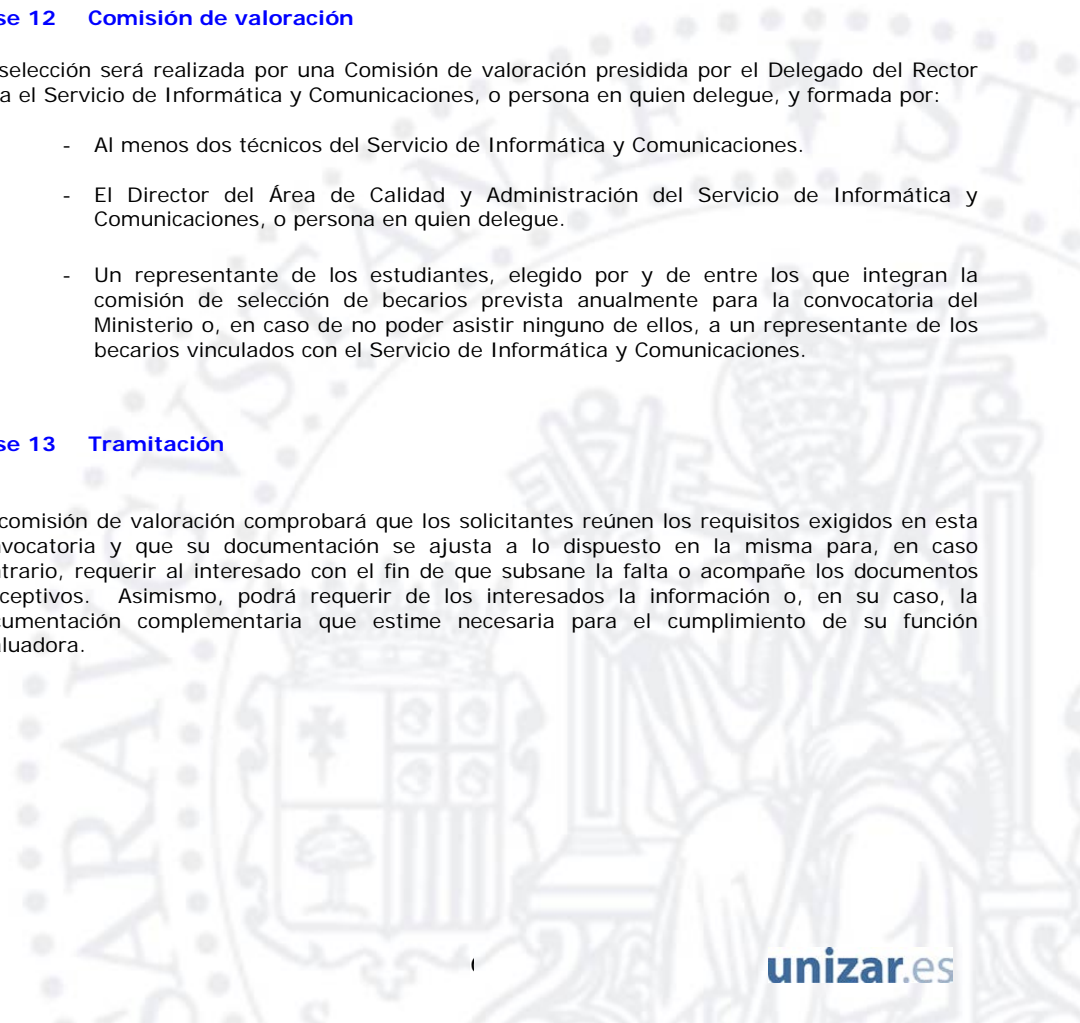 se 12 Comisión de valoración
selección será realizada por una Comisión de valoración presidida por el Delegado del Rector
a el Servicio de Informática y Comunicaciones, o persona en quien delegue, y formada por:
- Al menos dos técnicos del Servicio de Informática y Comunicaciones.
- El Director del Área de Calidad y Administración del Servicio de Informática y
Comunicaciones, o persona en quien delegue.
- Un representante de los estudiantes, elegido por y de entre los que integran la
comisión de selección de becarios prevista anualmente para la convocatoria del
Ministerio o, en caso de no poder asistir ninguno de ellos, a un representante de los
becarios vinculados con el Servicio de Informática y Comunicaciones.
se 13 Tramitación
comisión de valoración comprobará que los solicitantes reúnen los requisitos exigidos en esta
nvocatoria y que su documentación se ajusta a lo dispuesto en la misma para, en caso
ntrario, requerir al interesado con el fin de que subsane la falta o acompañe los documentos
ceptivos. Asimismo, podrá requerir de los interesados la información o, en su caso, la
cumentación complementaria que estime necesaria para el cumplimiento de su función
aluadora.
unizar.es